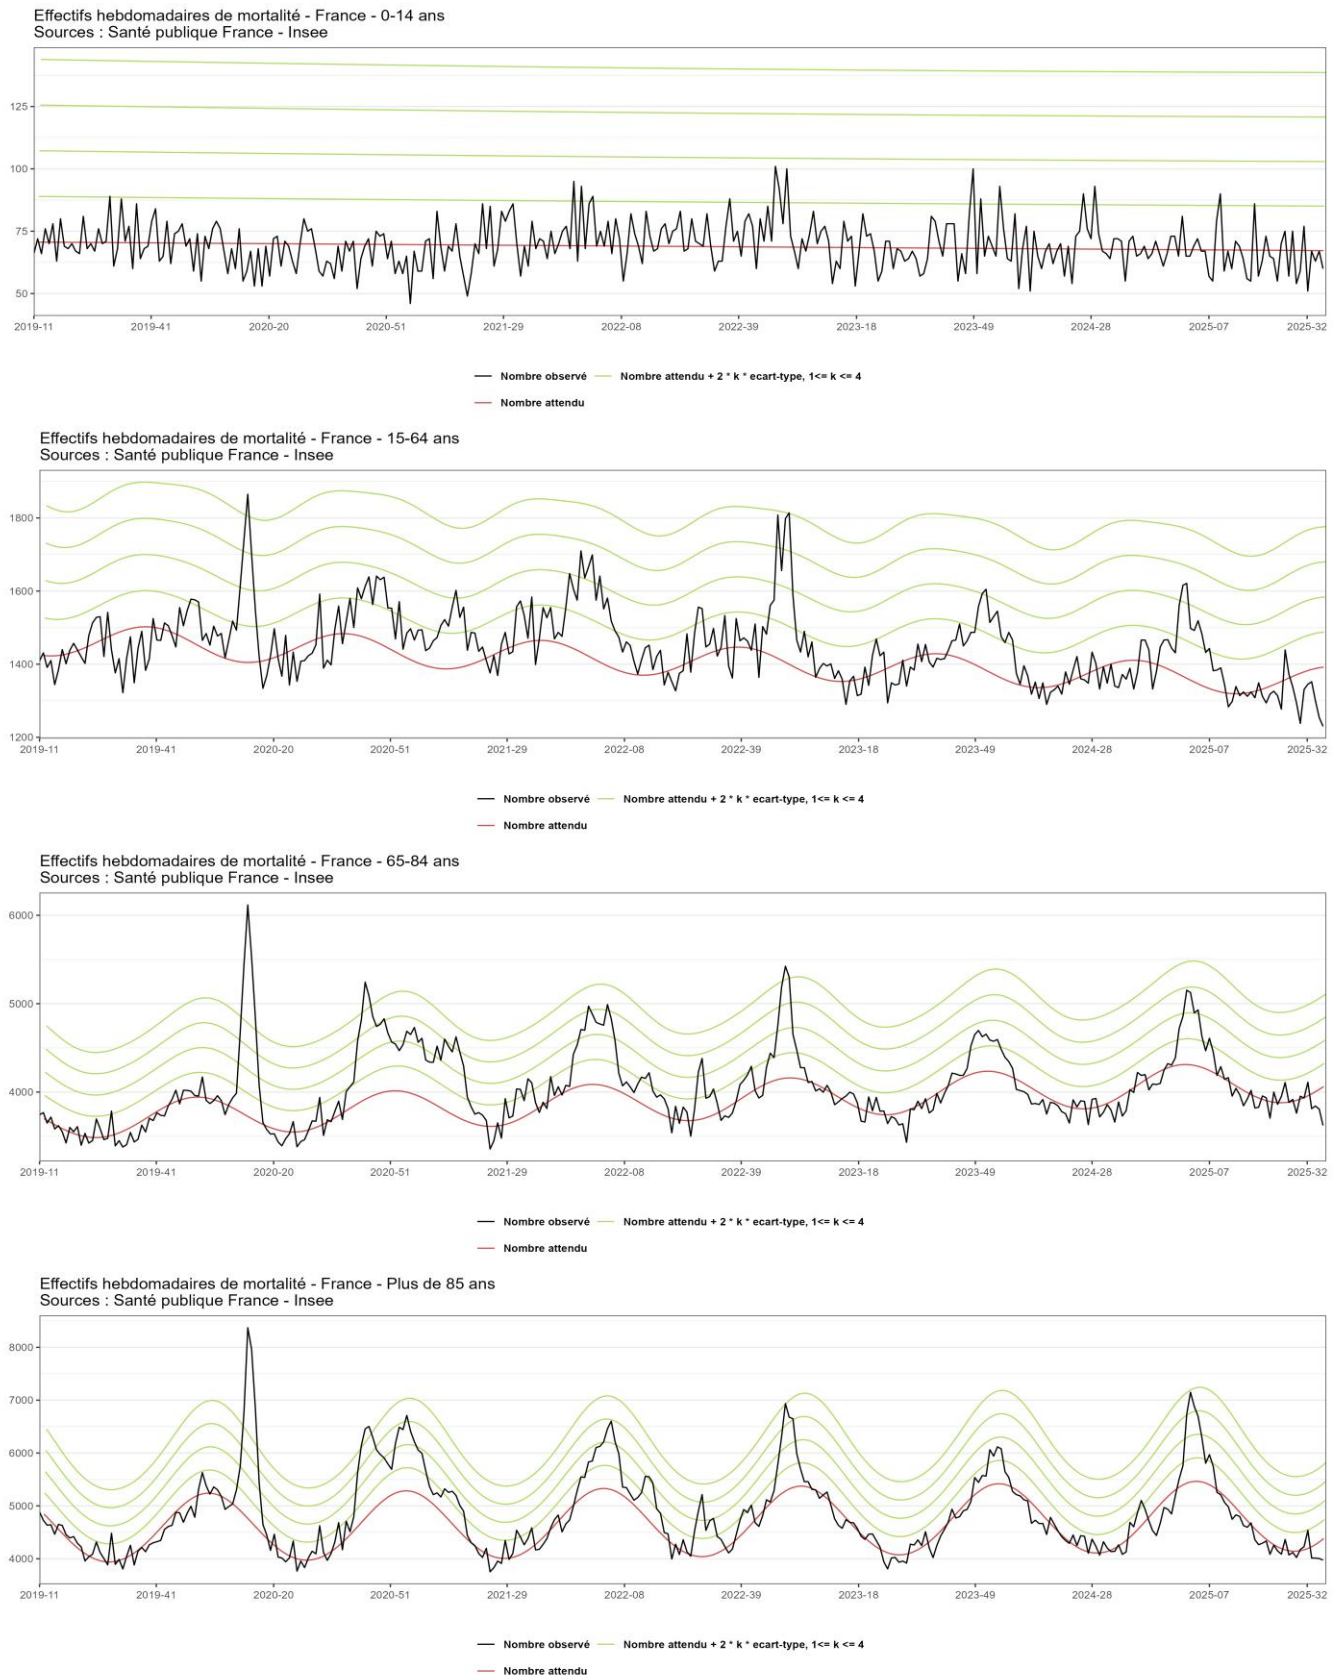 Effectifs hebdomadaires de mortalité - France - 0-14 ans
Sources : Santé publique France - Insee
125
100
75
50
2019-11 2019-41 2020-20 2020-51 2021-29 2022-08 2022-39 2023-18 2023-49 2024-28 2025-07 2025-32
Nombre observé Nombre attendu + 2 * k * ecart-type, 1<= k <= 4
Nombre attendu
Effectifs hebdomadaires de mortalité - France - 15-64 ans
Sources : Santé publique France - Insee
1800
1600
1400
1200
2019-11 2019-41 2020-20 2020-51 2021-29 2022-08 2022-39 2023-18 2023-49 2024-28 2025-07 2025-32
Nombre observé Nombre attendu + 2 * k * ecart-type, 1<= k <= 4
Nombre attendu
Effectifs hebdomadaires de mortalité - France - 65-84 ans
Sources : Santé publique France - Insee
6000
5000
4000
2019-11 2019-41 2020-20 2020-51 2021-29 2022-08 2022-39 2023-18 2023-49 2024-28 2025-07 2025-32
Nombre observé Nombre attendu + 2 * k * ecart-type, 1<= k <= 4
Nombre attendu
Effectifs hebdomadaires de mortalité - France - Plus de 85 ans
Sources : Santé publique France - Insee
8000
7000
6000
5000
4000
2019-11 2019-41 2020-20 2020-51 2021-29 2022-08 2022-39 2023-18 2023-49 2024-28 2025-07 2025-32
Nombre observé Nombre attendu + 2 * k * ecart-type, 1<= k <= 4
Nombre attendu